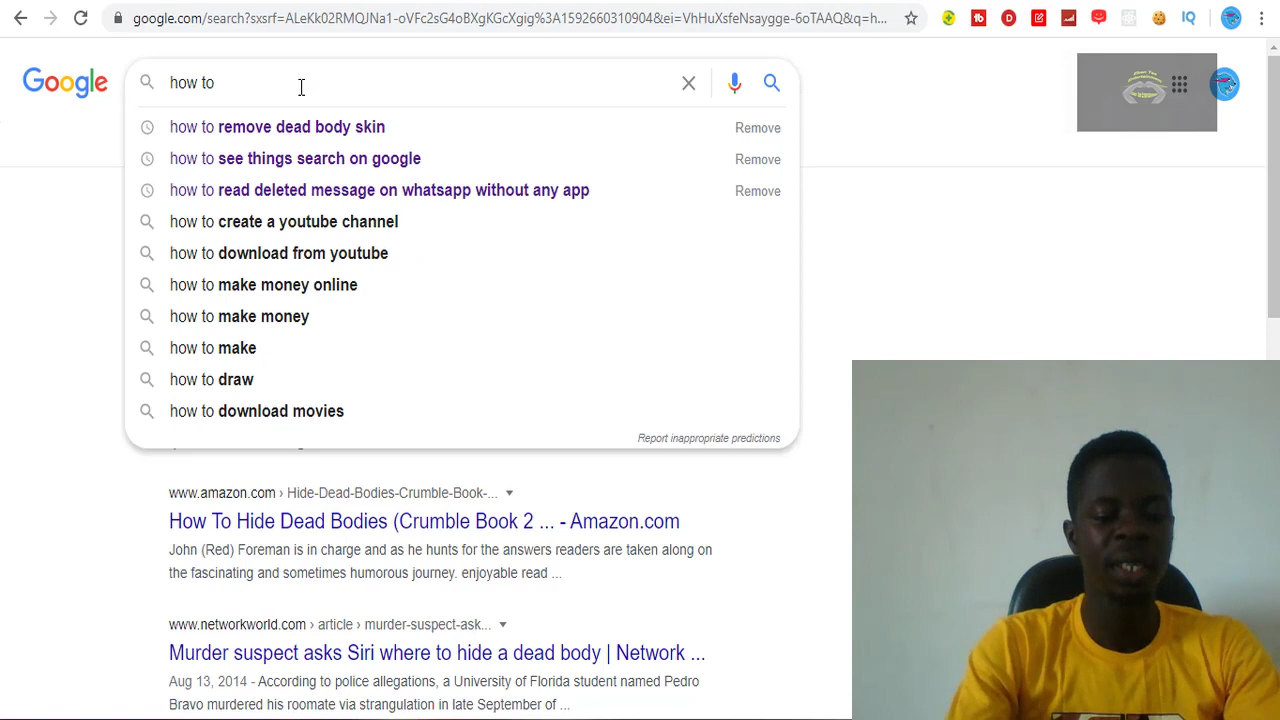 google.com/search?sxsrf=ALeKk02RMQJNa1-oVFc2sG4oBXgKGcXgig%3A1592660310904&ei=VhHuXsfeNsaygge-6oTAAQ&q=h...
Google
how to
how to remove dead body skin Remove
how to see things search on google Remove
how to read deleted message on whatsapp without any app Remove
how to create a youtube channel
how to download from youtube
how to make money online
how to make money
how to make
how to draw
how to download movies
Report inappropriate predictions
www.amazon.com › Hide-Dead-Bodies-Crumble-Book-...
How To Hide Dead Bodies (Crumble Book 2 ... - Amazon.com
John (Red) Foreman is in charge and as he hunts for the answers readers are taken along on
the fascinating and sometimes humorous journey. enjoyable read ...
www.networkworld.com › article › murder-suspect-ask...
Murder suspect asks Siri where to hide a dead body | Network ...
Aug 13, 2014 - According to police allegations, a University of Florida student named Pedro
Bravo murdered his roomate via strangulation in late September of ...